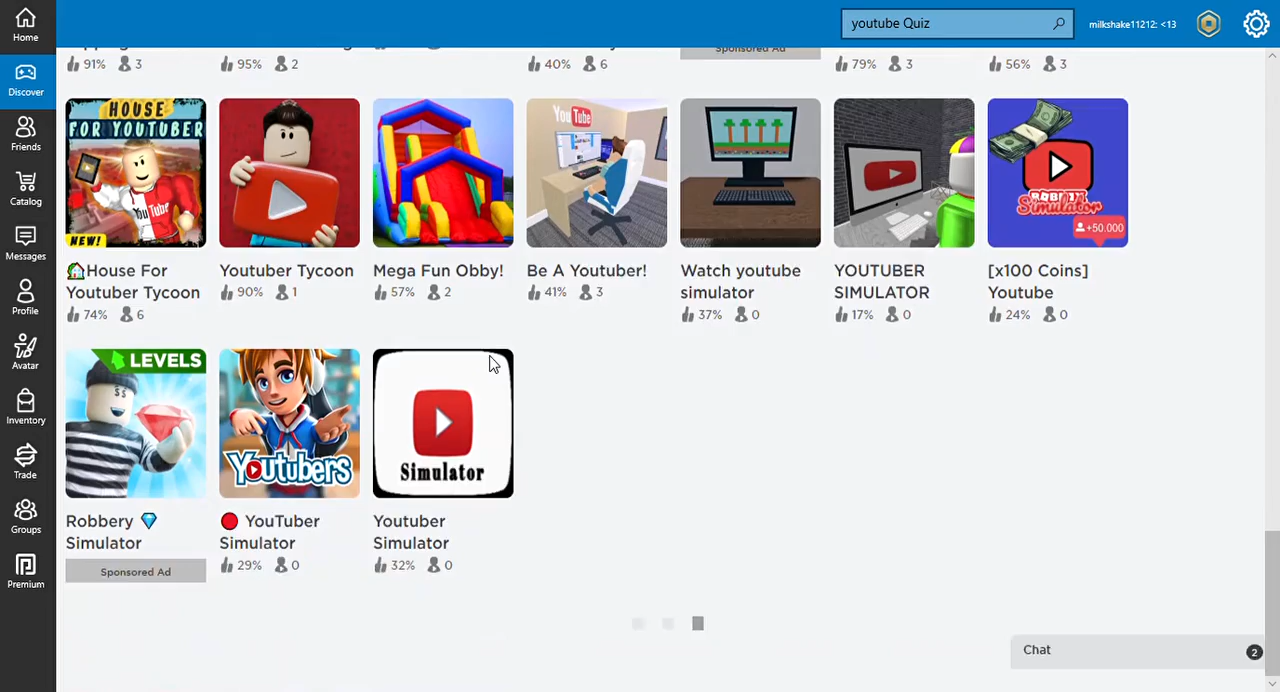 Home
youtube Quiz
milkshake11212: <13
Discover
Friends
Catalog
Messages
Profile
Avatar
Inventory
Trade
Groups
Premium
Sponsored Ad
91% 3
95% 2
40% 6
79% 3
56% 3
HOUSE
FOR YOUTUBER
YouTube
NEW!
You Tube
Simulator
+50.000
House For
Youtuber Tycoon
74% 6
Youtuber Tycoon
90% 1
Mega Fun Obby!
57% 2
Be A Youtuber!
41% 3
Watch youtube
simulator
37% 0
YOUTUBER
SIMULATOR
17% 0
[x100 Coins]
Youtube
24% 0
LEVELS
$$
Youtubers
Simulator
Robbery
Simulator
Sponsored Ad
YouTuber
Simulator
29% 0
Youtuber
Simulator
32% 0
Chat
2